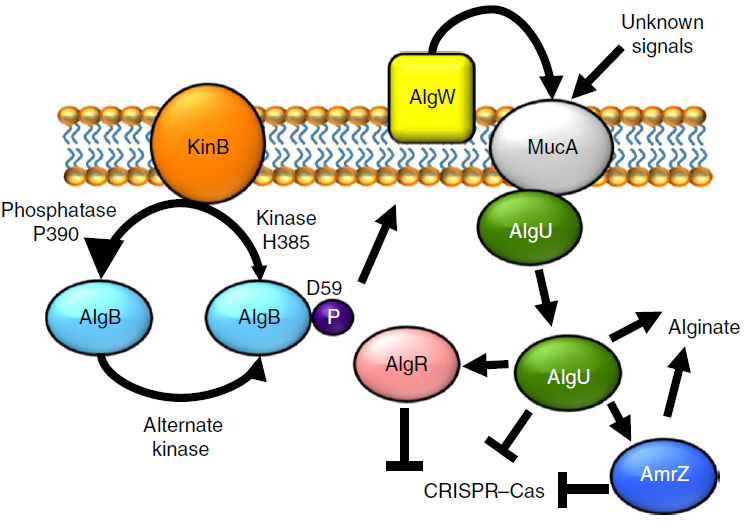 Unknown
signals
AlgW
KinB
MucA
Phosphatase
P390
Kinase
H385
AlgU
D59
AlgB
AlgB
P
Alginate
AlgR
AlgU
Alternate
kinase
AmrZ
CRISPR–Cas